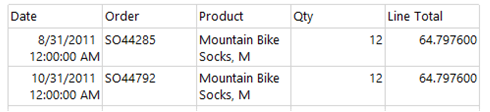 Date Order Product Qty Line Total
8/31/2011 SO44285 Mountain Bike 12 64.797600
12:00:00 AM Socks, M
10/31/2011 SO44792 Mountain Bike 12 64.797600
12:00:00 AM Socks, M